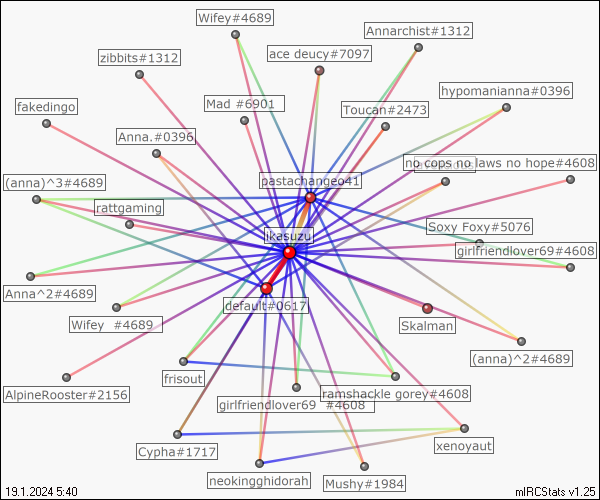 Wifey#4689
Annarchist#1312
ace deucy#7097
zibbits#1312
hypomanianna#0396
Mad #6901
Toucan#2473
fakedingo
Anna.#0396
no cops no laws no hope#4608
pastachangeo41
(anna)^3#4689
rattgaming
Soxy Foxy#5076
ikasuzu
girlfriendlover69#4608
Anna^2#4689
default#0617
Wifey #4689
Skalman
(anna)^2#4689
frisout
AlpineRooster#2156
ramshackle gorey#4608
girlfriendlover69 #4608
xenoyaut
Cypha#1717
neokingghidorah
Mushy#1984
19.1.2024 5:40
mIRCStats v1.25